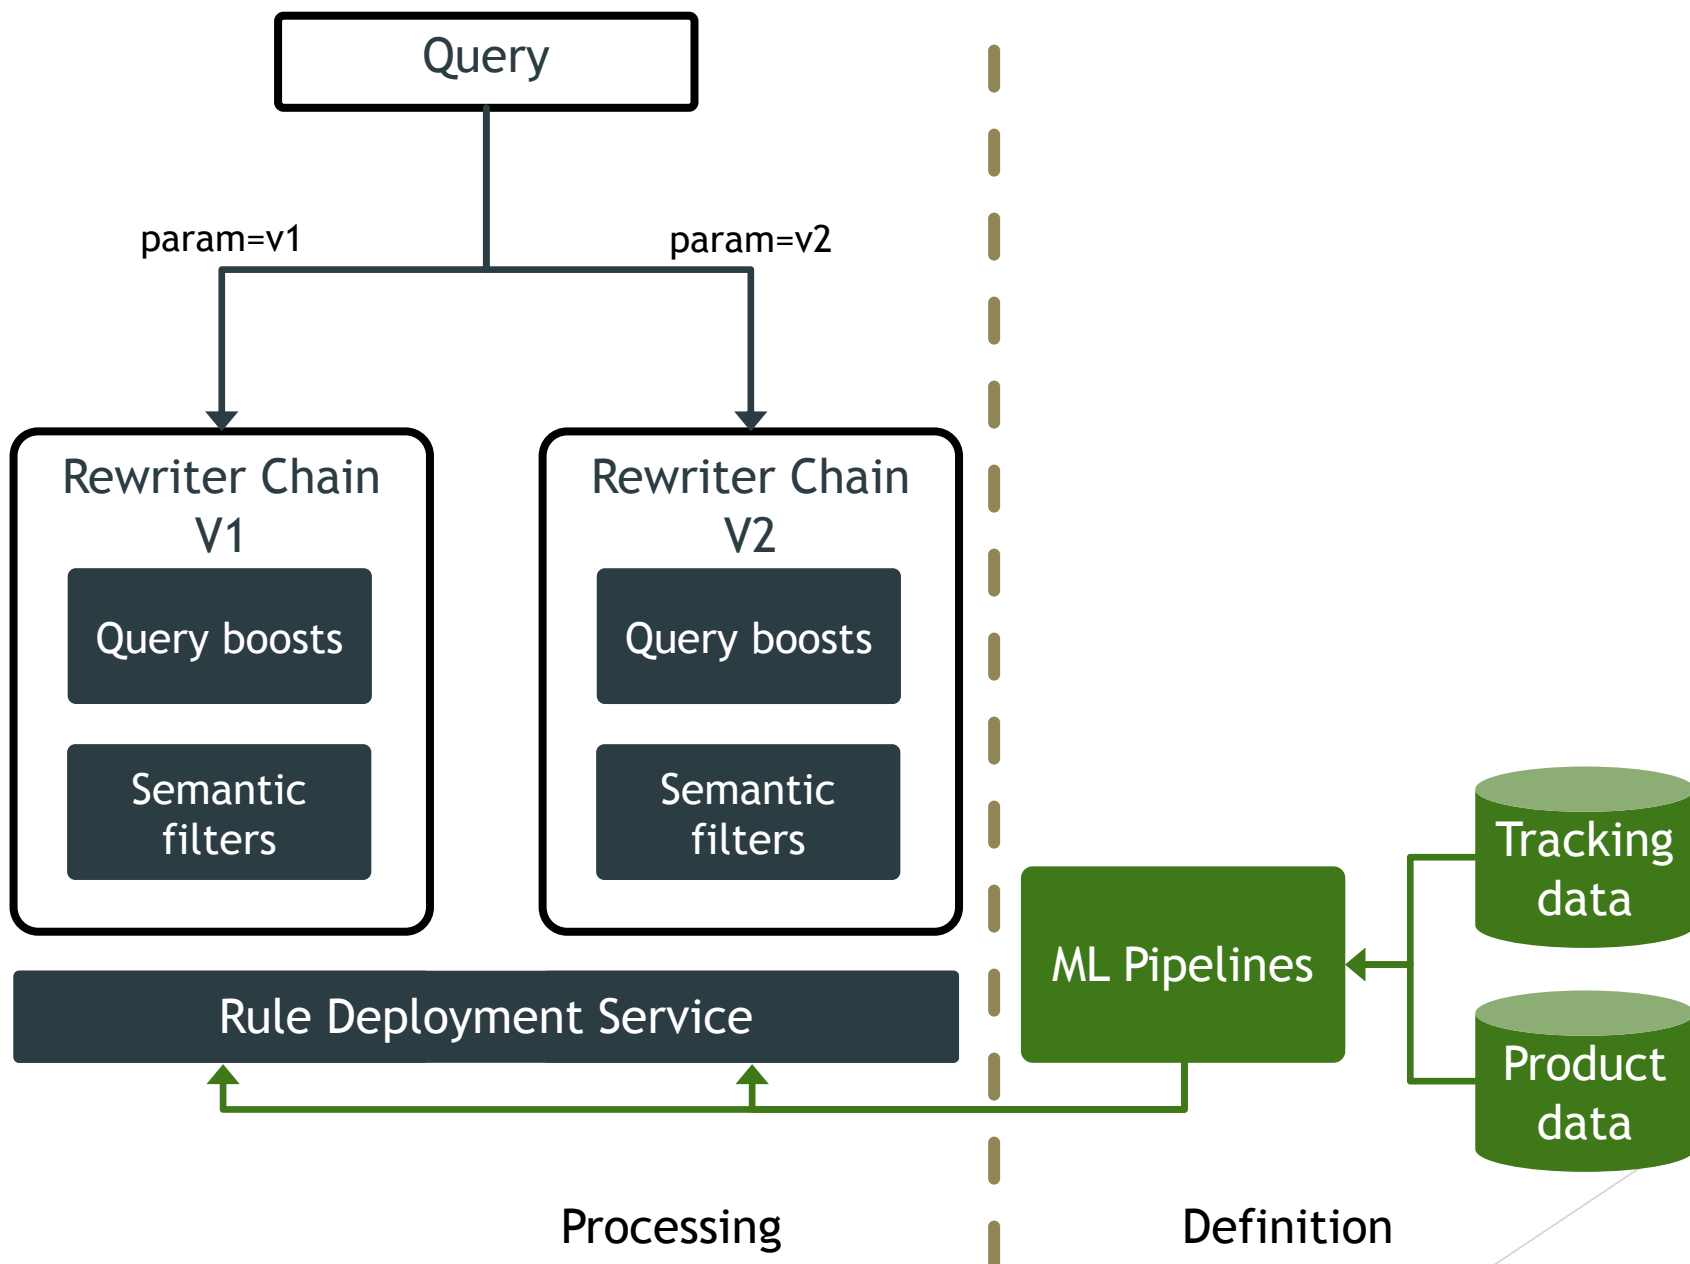 Query
param=v1
param=v2
Rewriter Chain
V1
Query boosts
Semantic
filters
Rewriter Chain
V2
Query boosts
Semantic
filters
Rule Deployment Service
ML Pipelines
Tracking
data
Product
data
Processing
Definition